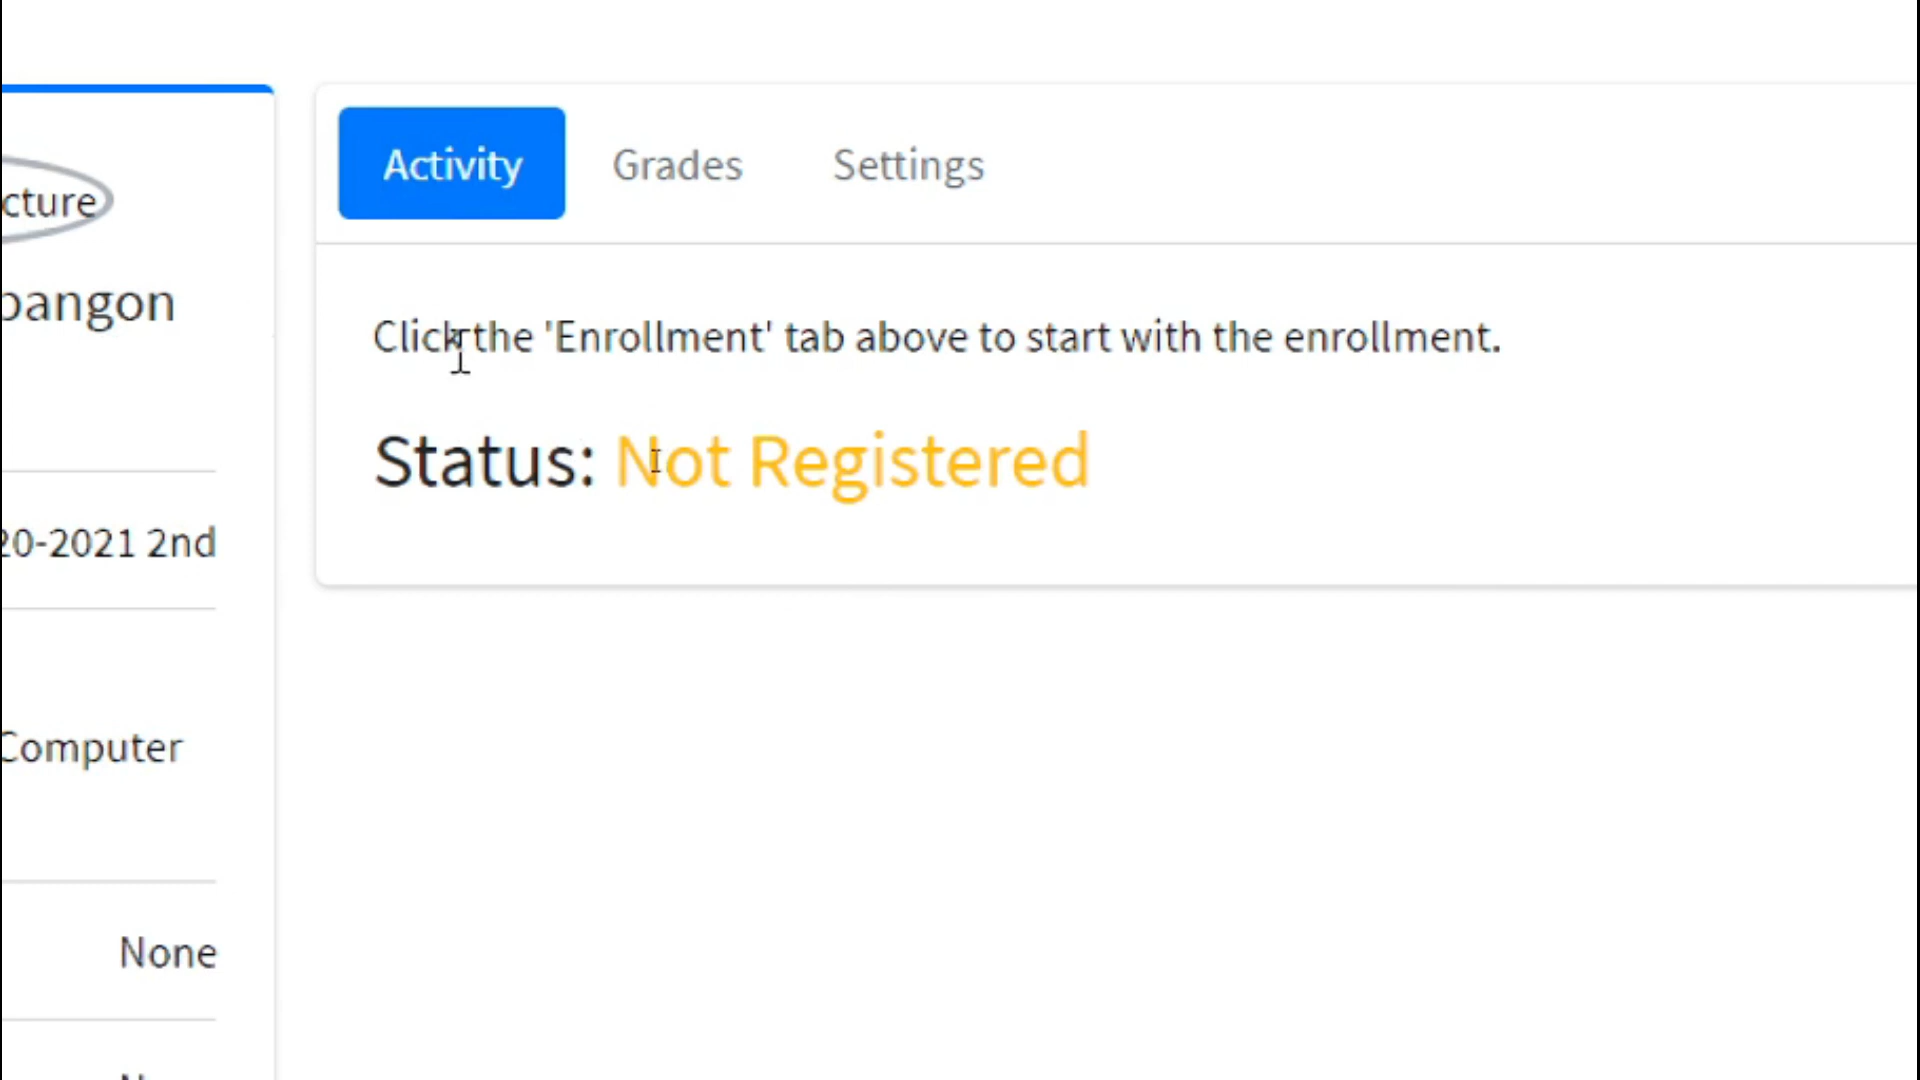 Activity Grades Settings
cture
bangon
Click the 'Enrollment' tab above to start with the enrollment.
Status: Not Registered
20-2021 2nd
Computer
None